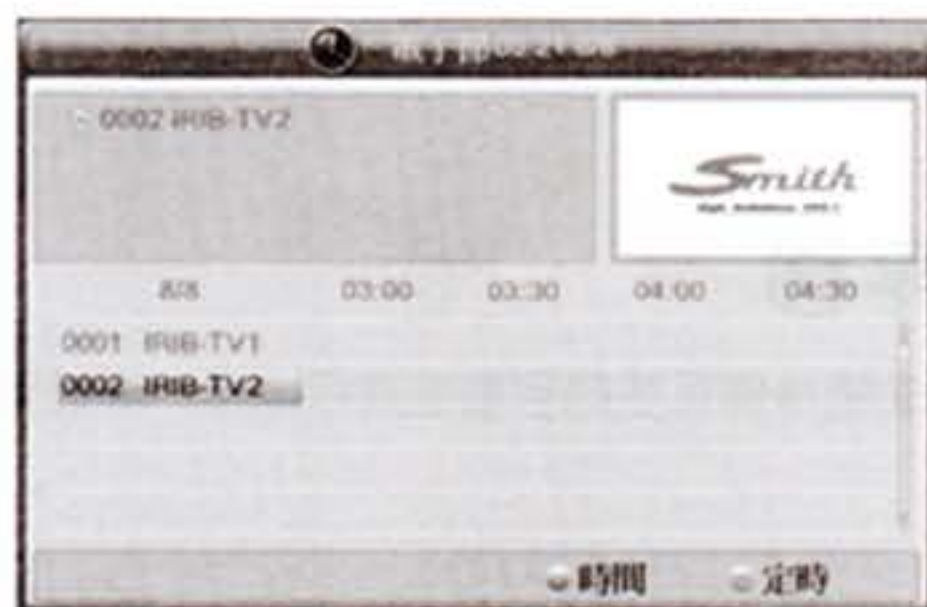 0002 IRIB-TV2
Smith
8/8 03:00 03:30 04:00 04:30
0001 IRIB-TV1
0002 IRIB-TV2
時間 定時